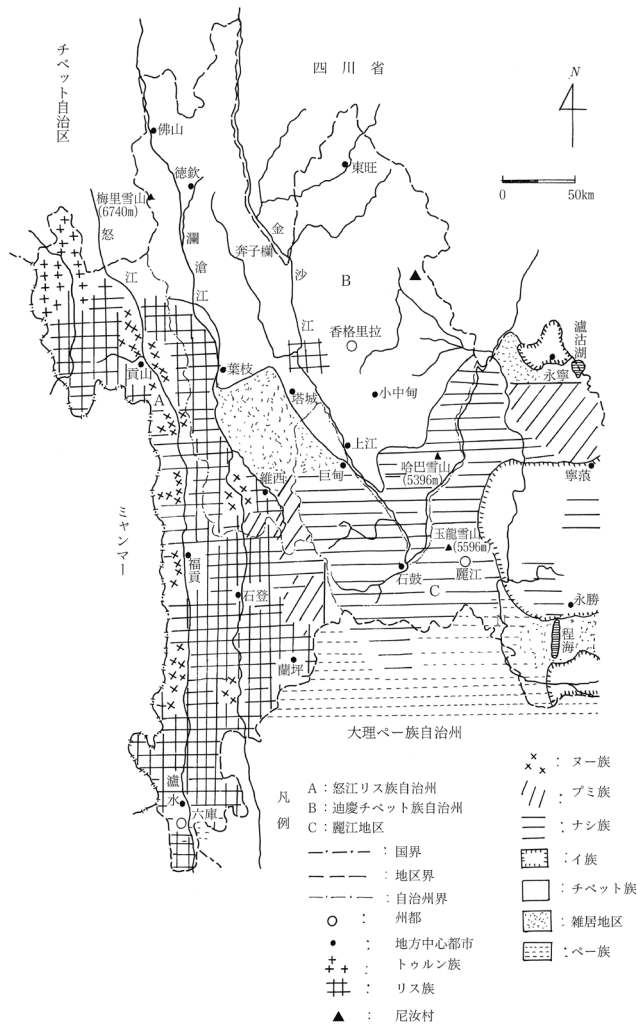 チベット自治区
四川省
N
0 50km
佛山
徳欽
東旺
梅里雪山
(6740m)
怒
江
瀾
滄
江
奔子欄
金
沙
江
B
香格里拉
瀘沽湖
永寧
貢山
葉枝
A
塔城
小中甸
上江
哈巴雪山
(5396m)
維西
巨甸
寧蒗
ミャンマー
玉龍雪山
(5596m)
福貢
石鼓
麗江
石登
C
永勝
程海
蘭坪
大理ペー族自治州
瀘水
六庫
凡例
A：怒江リス族自治州
B：迪慶チベット族自治州
C：麗江地区
：国界
：地区界
：自治州界
：州都
：地方中心都市
：トゥルン族
：リス族
：尼汝村
：ヌー族
：プミ族
：ナシ族
：イ族
：チベット族
：雑居地区
：ペー族